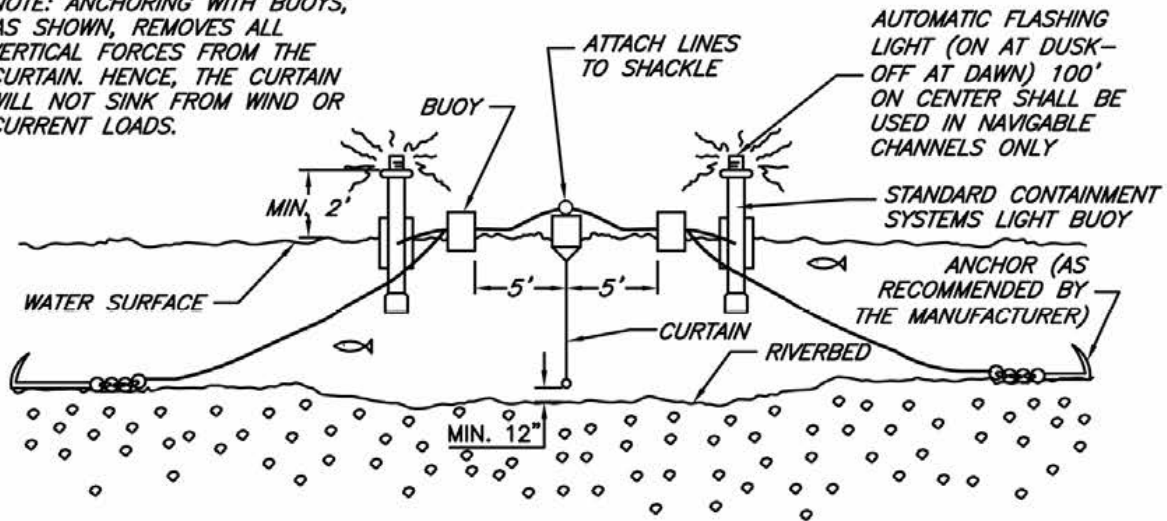 NOTE: ANCHORING WITH BUOYS,
AS SHOWN, REMOVES ALL
VERTICAL FORCES FROM THE
CURTAIN. HENCE, THE CURTAIN
WILL NOT SINK FROM WIND OR
CURRENT LOADS.
ATTACH LINES
TO SHACKLE
AUTOMATIC FLASHING
LIGHT (ON AT DUSK-
OFF AT DAWN) 100'
ON CENTER SHALL BE
USED IN NAVIGABLE
CHANNELS ONLY
BUOY
MIN. 2'
STANDARD CONTAINMENT
SYSTEMS LIGHT BUOY
5' 5'
WATER SURFACE
ANCHOR (AS
RECOMMENDED BY
THE MANUFACTURER)
CURTAIN
RIVERBED
MIN. 12"